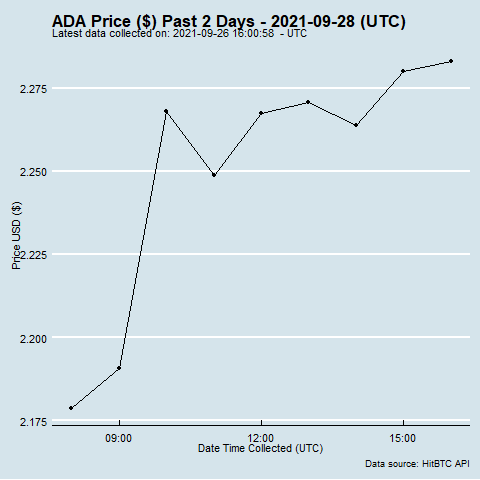 ADA Price ($) Past 2 Days - 2021-09-28 (UTC)
Latest data collected on: 2021-09-26 16:00:58  - UTC
2.275
2.250
2.225
2.200
2.175
Price USD ($)
09:00
12:00
15:00
Date Time Collected (UTC)
Data source: HitBTC API